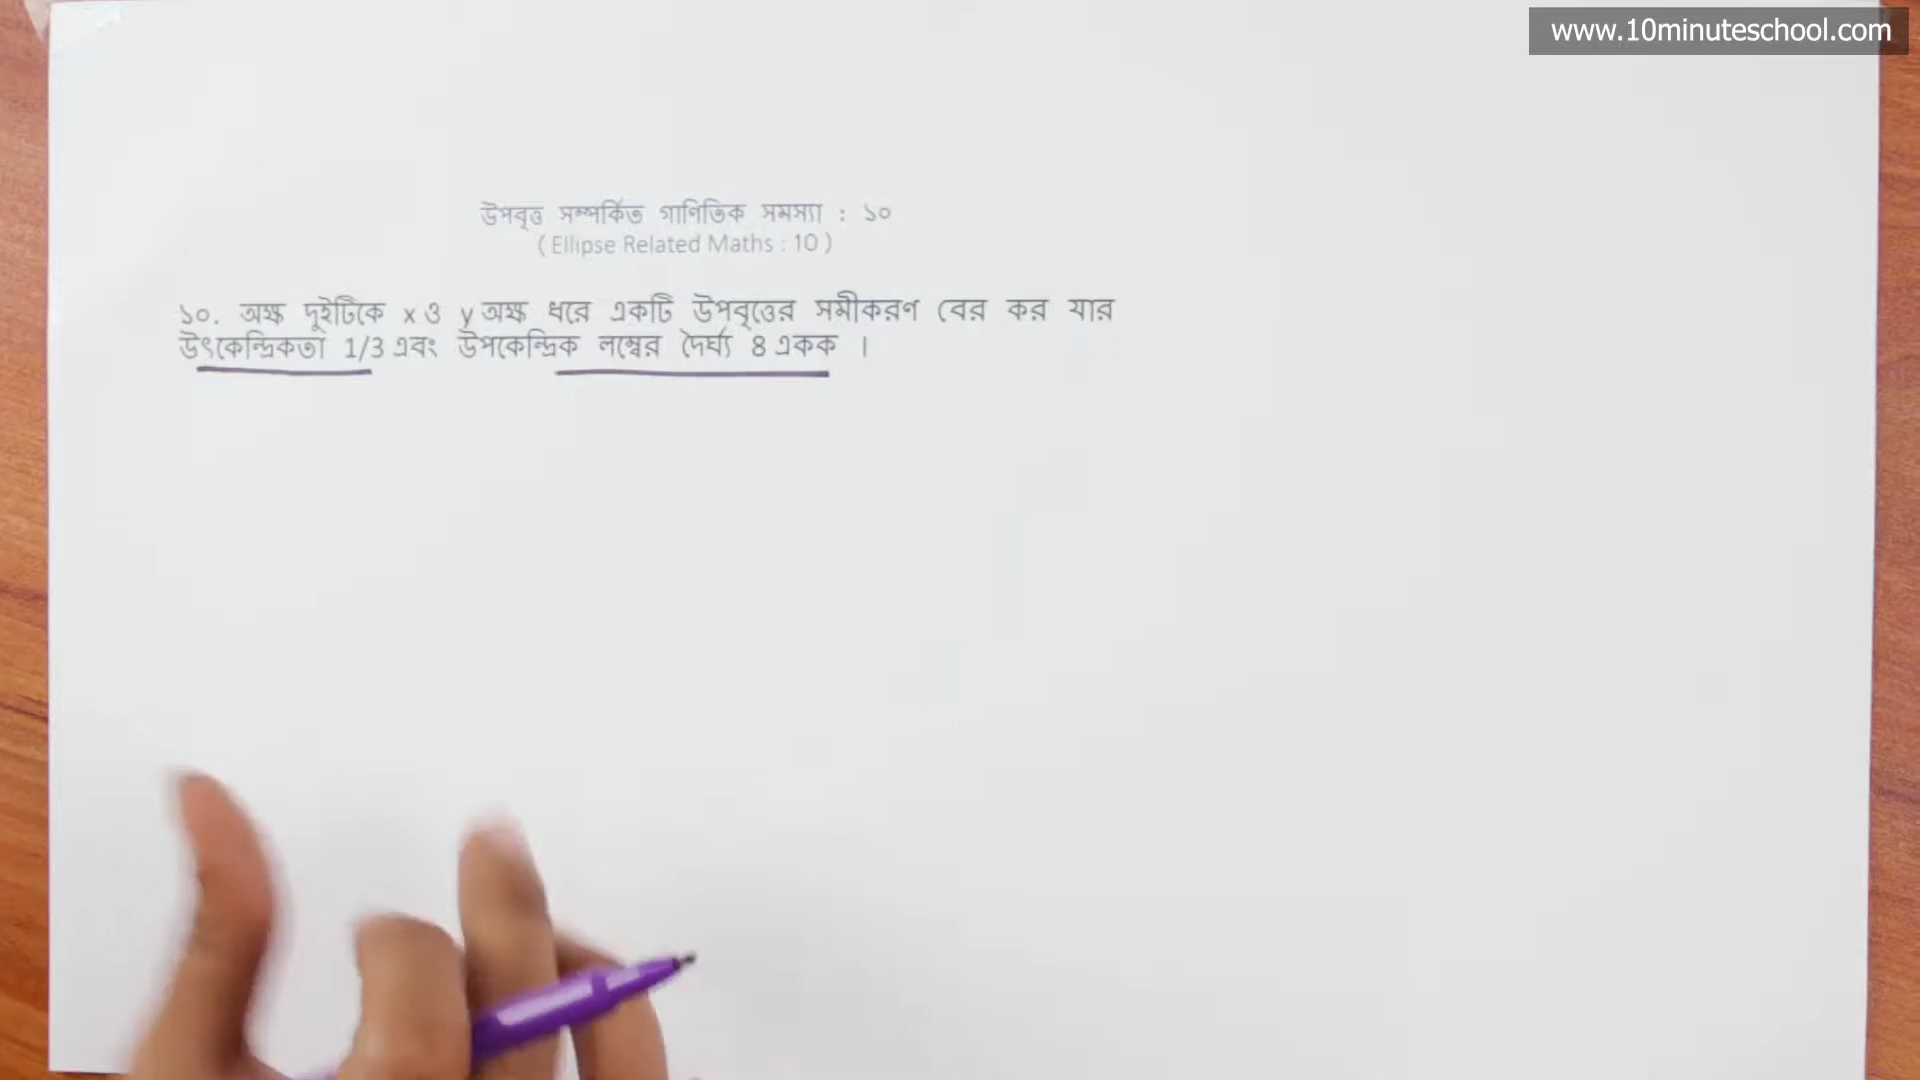 www.10minuteschool.com
উপবৃত্ত সম্পর্কিত গাণিতিক সমস্যা : ১০
( Ellipse Related Maths : 10 )
১০. অক্ষ দুইটিকে x ও y অক্ষ ধরে একটি উপবৃত্তের সমীকরণ বের কর যার
উৎকেন্দ্রিকতা 1/3 এবং উপকেন্দ্রিক লম্বের দৈর্ঘ্য 8 একক ।